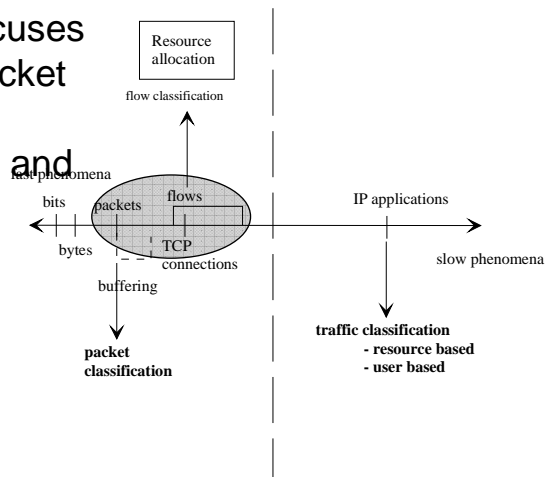 cuses
cket
and
Resource
allocation
flow classification
fast phenomena
bits
packets
flows
IP applications
bytes
TCP
connections
slow phenomena
buffering
packet
classification
traffic classification
- resource based
- user based